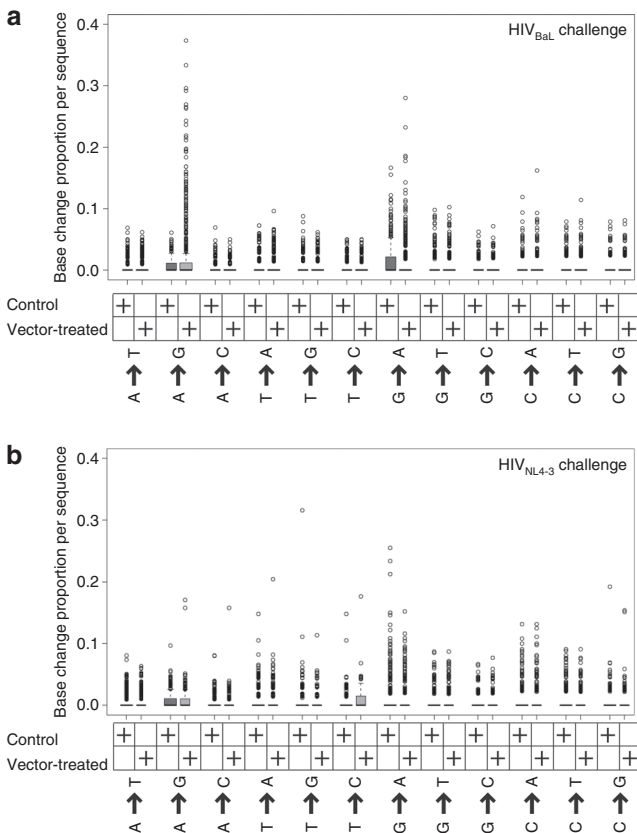 a
HIV_BaL challenge
Base change proportion per sequence
0.4
0.3
0.2
0.1
0.0
Control + + + + + + + + + + + +
Vector-treated + + + + + + + + + + + +
T G C A G C A T C A T G
A A A T T T G G G C C C
b
HIV_NL4-3 challenge
Base change proportion per sequence
0.4
0.3
0.2
0.1
0.0
Control + + + + + + + + + + + +
Vector-treated + + + + + + + + + + + +
T G C A G C A T C A T G
A A A T T T G G G C C C